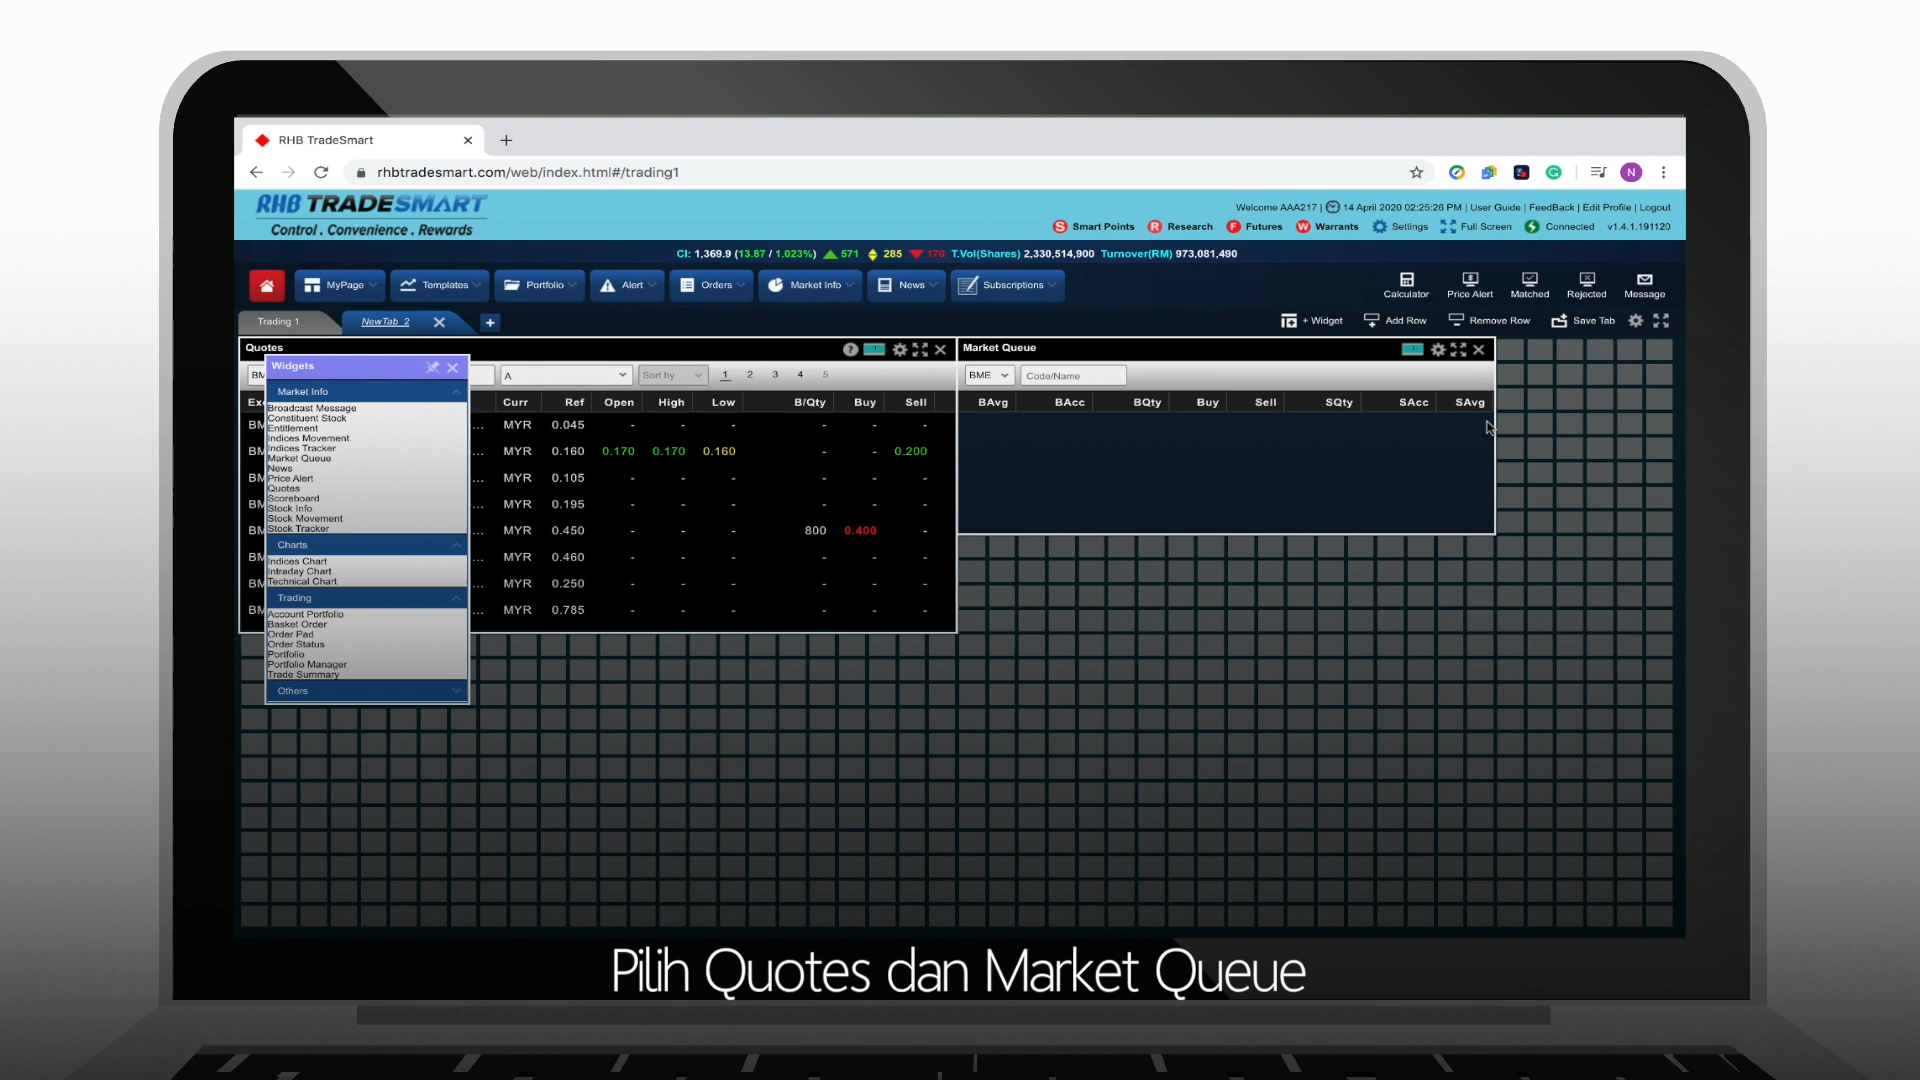 RHB TradeSmart
rhbtradesmart.com/web/index.html#/trading1
N
RHB TRADESMART
Control . Convenience . Rewards
Welcome AAA217 | 14 April 2020 02:25:26 PM | User Guide | FeedBack | Edit Profile | Logout
S Smart Points R Research F Futures W Warrants Settings Full Screen Connected v1.4.1.191120
CI: 1,369.9 (13.87 / 1.023%) 571 285 170 T.Vol(Shares) 2,330,514,900 Turnover(RM) 973,081,490
MyPage Templates Portfolio Alert Orders Market Info News Subscriptions
Calculator Price Alert Matched Rejected Message
Trading 1 NewTab_2
+ Widget Add Row Remove Row Save Tab
Quotes
Market Queue
Widgets
A Sort by 1 2 3 4 5
BME Code/Name
Curr Ref Open High Low B/Qty Buy Sell
BAvg BAcc BQty Buy Sell SQty SAcc SAvg
... MYR 0.045 - - - - - -
... MYR 0.160 0.170 0.170 0.160 - - 0.200
... MYR 0.105 - - - - - -
... MYR 0.195 - - - - - -
... MYR 0.450 - - - 800 0.400 -
... MYR 0.460 - - - - - -
... MYR 0.250 - - - - - -
... MYR 0.785 - - - - - -
Market Info
Broadcast Message
Constituent Stock
Entitlement
Indices Movement
Indices Tracker
Market Queue
News
Price Alert
Quotes
Scoreboard
Stock Info
Stock Movement
Stock Tracker
Charts
Indices Chart
Intraday Chart
Technical Chart
Trading
Account Portfolio
Basket Order
Order Pad
Order Status
Portfolio
Portfolio Manager
Trade Summary
Others
Pilih Quotes dan Market Queue